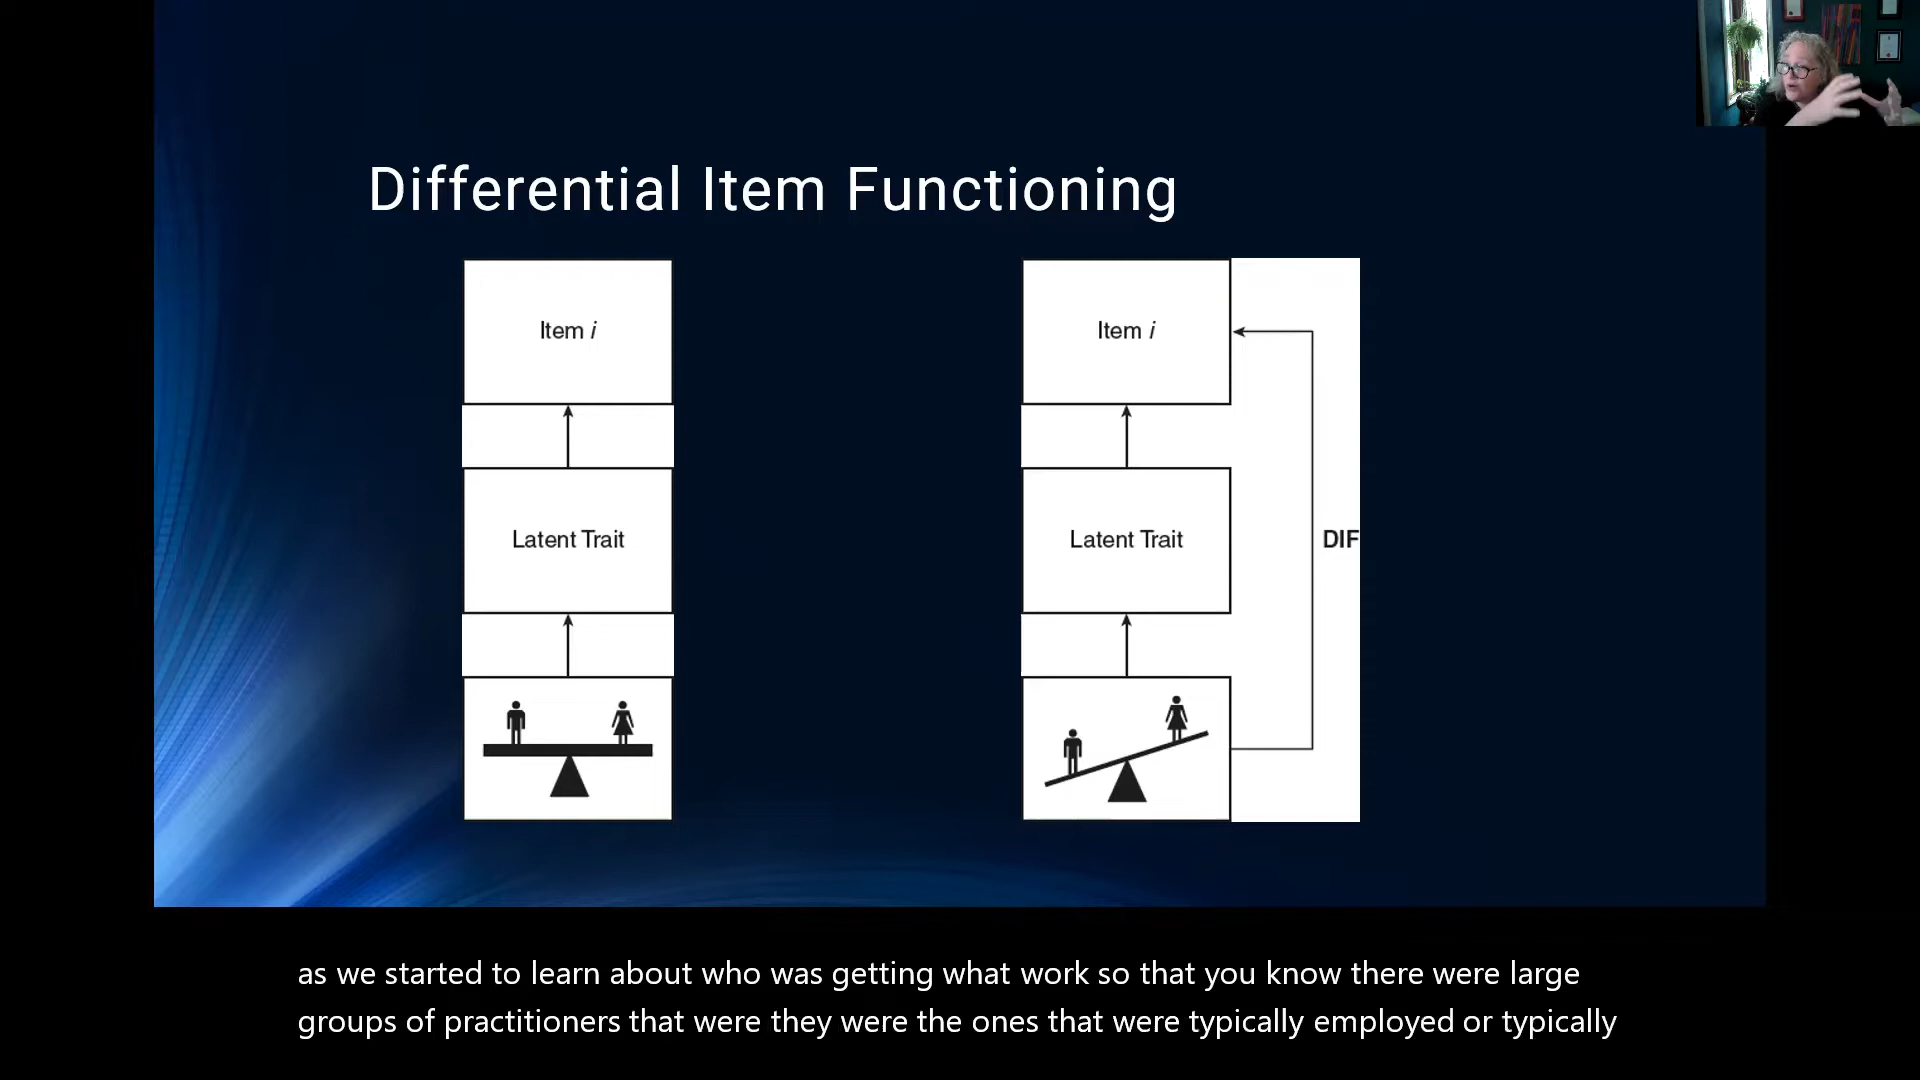 Differential Item Functioning
Item i
Latent Trait
Item i
Latent Trait
DIF
as we started to learn about who was getting what work so that you know there were large
groups of practitioners that were they were the ones that were typically employed or typically